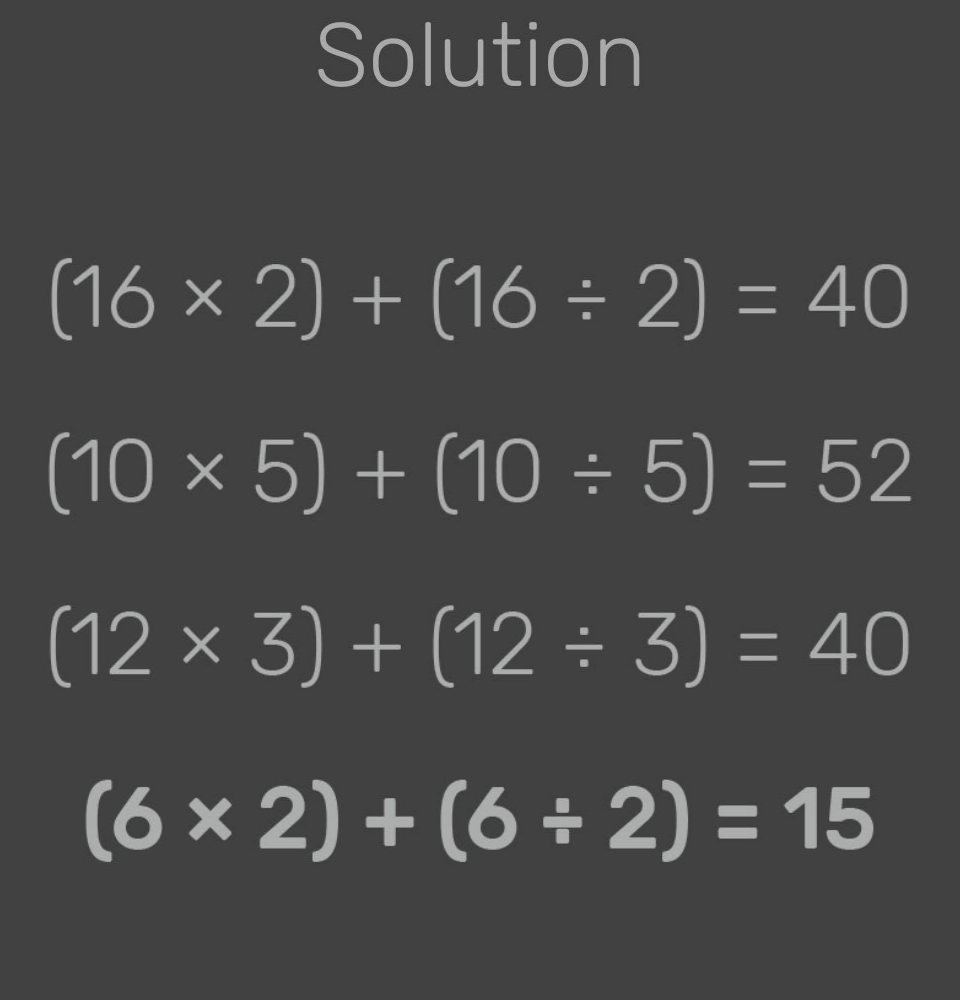 Solution
(16 × 2) + (16 ÷ 2) = 40
(10 × 5) + (10 ÷ 5) = 52
(12 × 3) + (12 ÷ 3) = 40
(6 × 2) + (6 ÷ 2) = 15